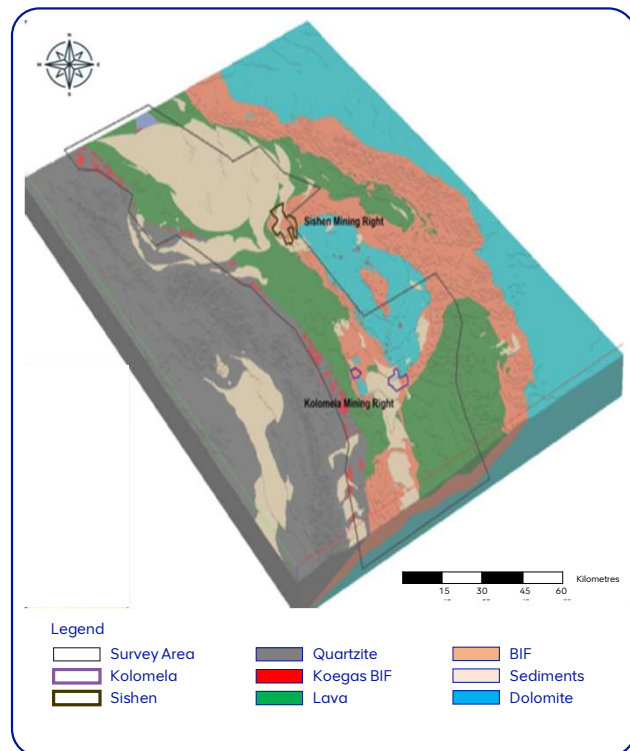 N
W
E
S
Sishen Mining Right
Kolomela Mining Right
Kilometres
15 30 45 60
Legend
Survey Area
Quartzite
BIF
Kolomela
Koegas BIF
Sediments
Sishen
Lava
Dolomite